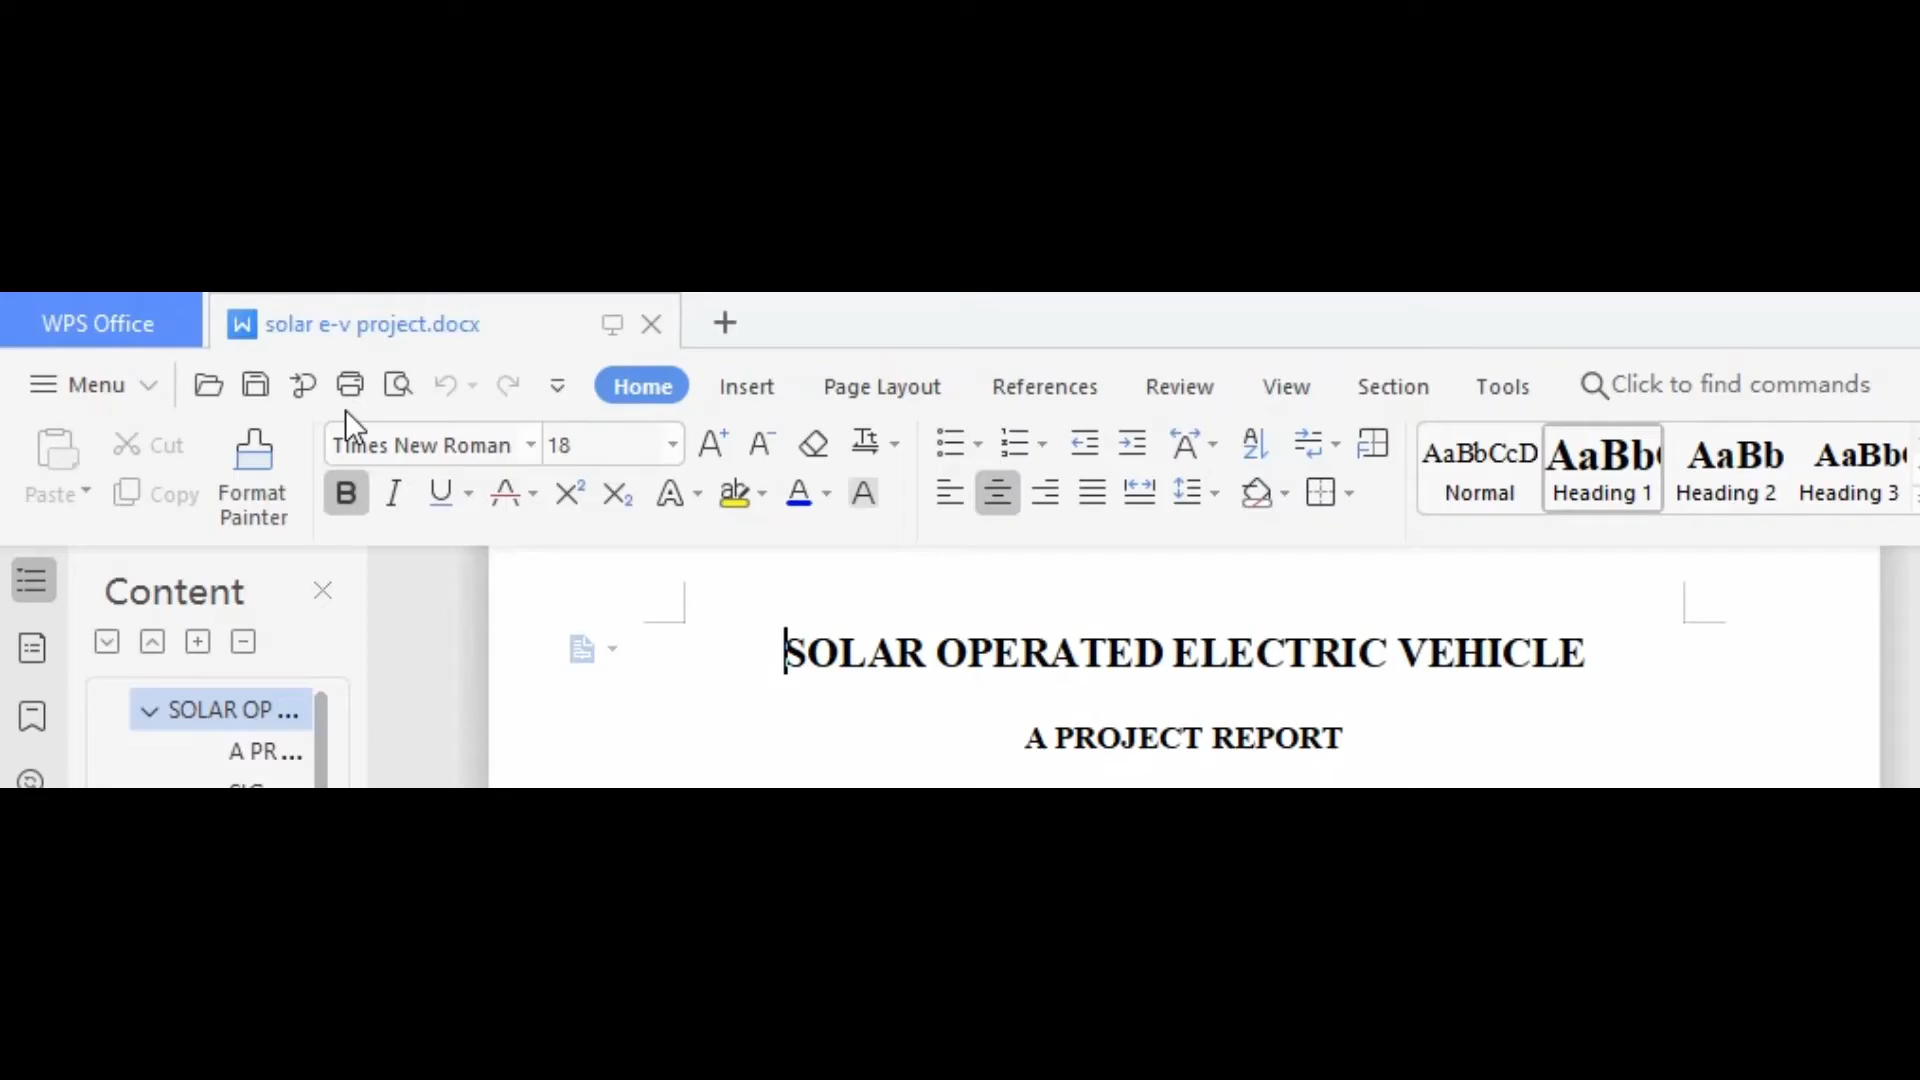 WPS Office
solar e-v project.docx
Menu
Home
Insert
Page Layout
References
Review
View
Section
Tools
Click to find commands
Paste
Cut
Copy
Format
Painter
Times New Roman
18
AaBbCcD
Normal
AaBb
Heading 1
AaBb
Heading 2
AaBb
Heading 3
Content
SOLAR OP ...
A PR ...
SOLAR OPERATED ELECTRIC VEHICLE
A PROJECT REPORT